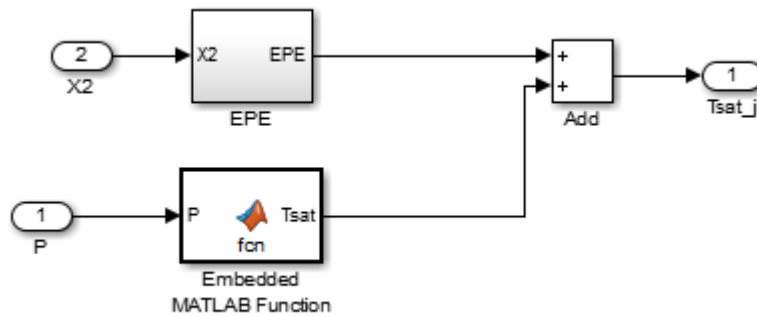 2
X2
X2 EPE
EPE
+
+
Add
1
Tsat_j
1
P
P Tsat
fcn
Embedded
MATLAB Function